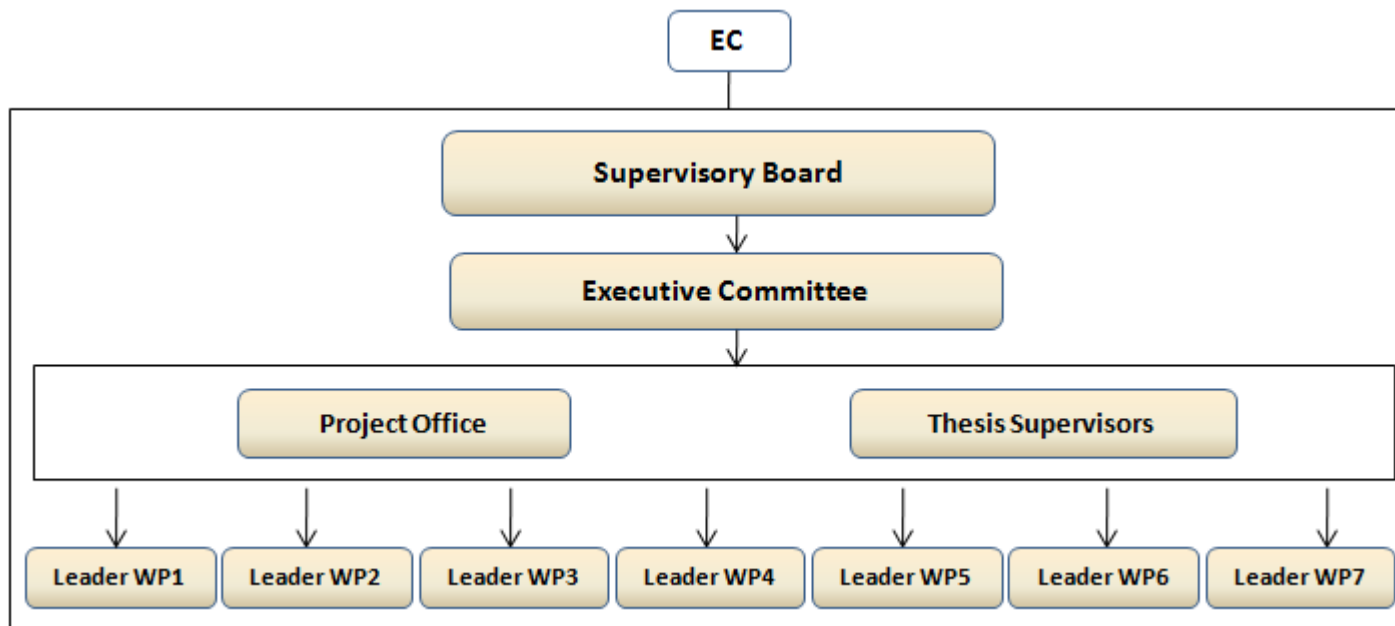 EC
Supervisory Board
Executive Committee
Project Office
Thesis Supervisors
Leader WP1
Leader WP2
Leader WP3
Leader WP4
Leader WP5
Leader WP6
Leader WP7